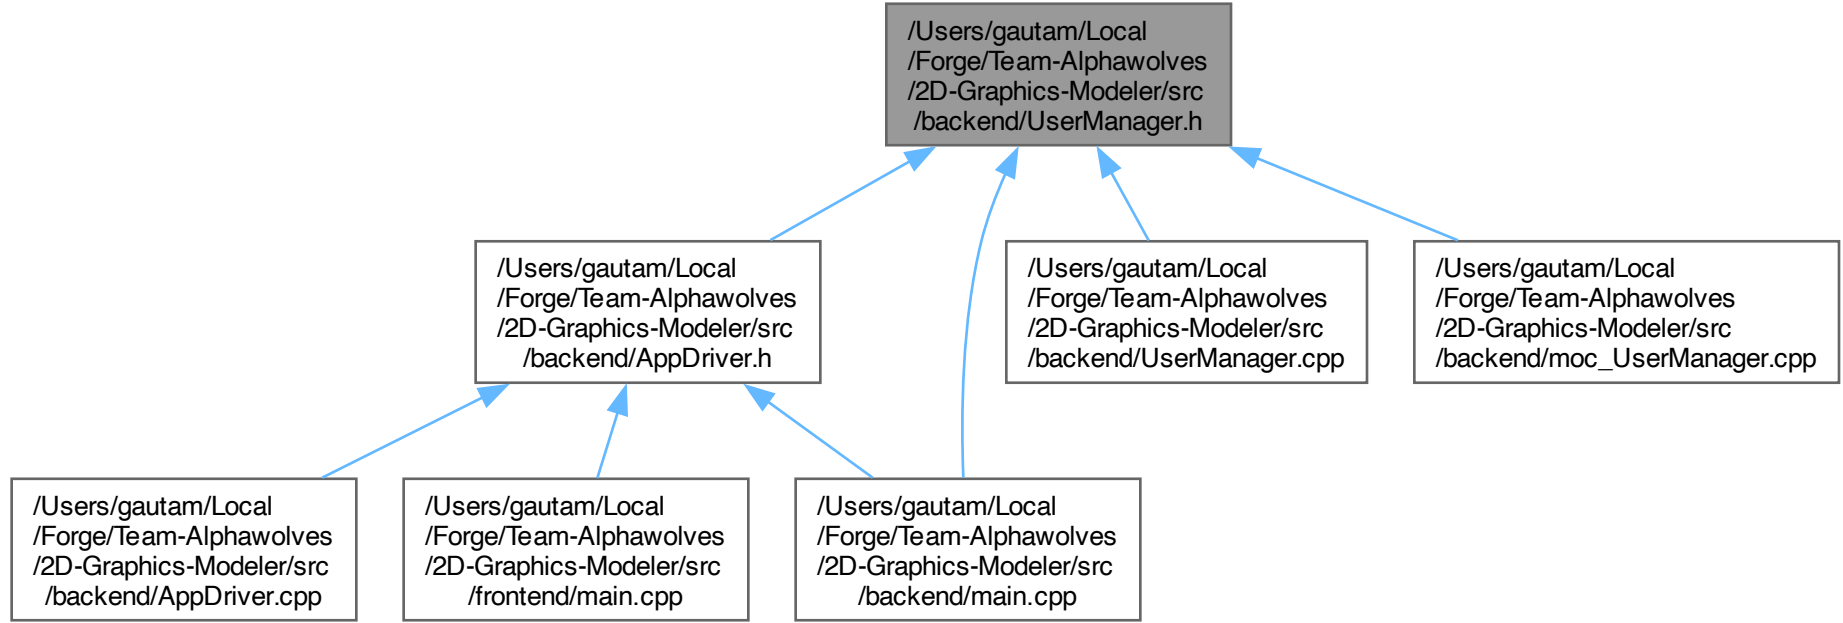 /Users/gautam/Local
/Forge/Team-Alphawolves
/2D-Graphics-Modeler/src
/backend/UserManager.h
/Users/gautam/Local
/Forge/Team-Alphawolves
/2D-Graphics-Modeler/src
/backend/AppDriver.h
/Users/gautam/Local
/Forge/Team-Alphawolves
/2D-Graphics-Modeler/src
/backend/UserManager.cpp
/Users/gautam/Local
/Forge/Team-Alphawolves
/2D-Graphics-Modeler/src
/backend/moc_UserManager.cpp
/Users/gautam/Local
/Forge/Team-Alphawolves
/2D-Graphics-Modeler/src
/backend/AppDriver.cpp
/Users/gautam/Local
/Forge/Team-Alphawolves
/2D-Graphics-Modeler/src
/frontend/main.cpp
/Users/gautam/Local
/Forge/Team-Alphawolves
/2D-Graphics-Modeler/src
/backend/main.cpp